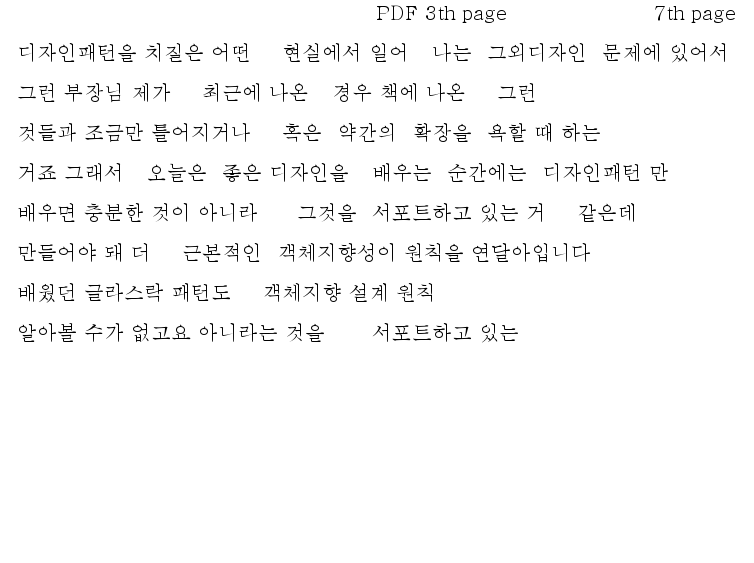 PDF 3th page 7th page
디자인패턴을 치질은 어떤 현실에서 일어 나는 그외디자인 문제에 있어서
그런 부장님 제가 최근에 나온 경우 책에 나온 그런
것들과 조금만 틀어지거나 혹은 약간의 확장을 욕할 때 하는
거죠 그래서 오늘은 좋은 디자인을 배우는 순간에는 디자인패턴 만
배우면 충분한 것이 아니라 그것을 서포트하고 있는 거 같은데
만들어야 돼 더 근본적인 객체지향성이 원칙을 연달아입니다
배웠던 글라스락 패턴도 객체지향 설계 원칙
알아볼 수가 없고요 아니라는 것을 서포트하고 있는